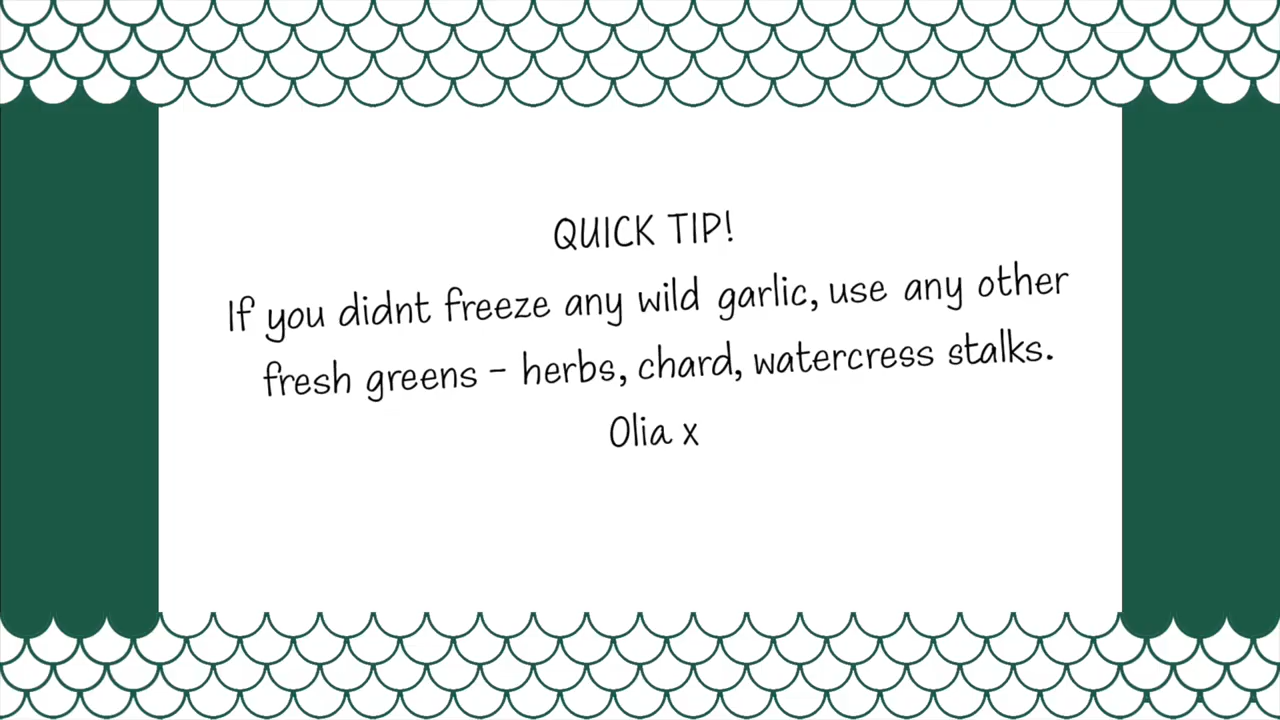 QUICK TIP!
If you didnt freeze any wild garlic, use any other
fresh greens - herbs, chard, watercress stalks.
Olia x